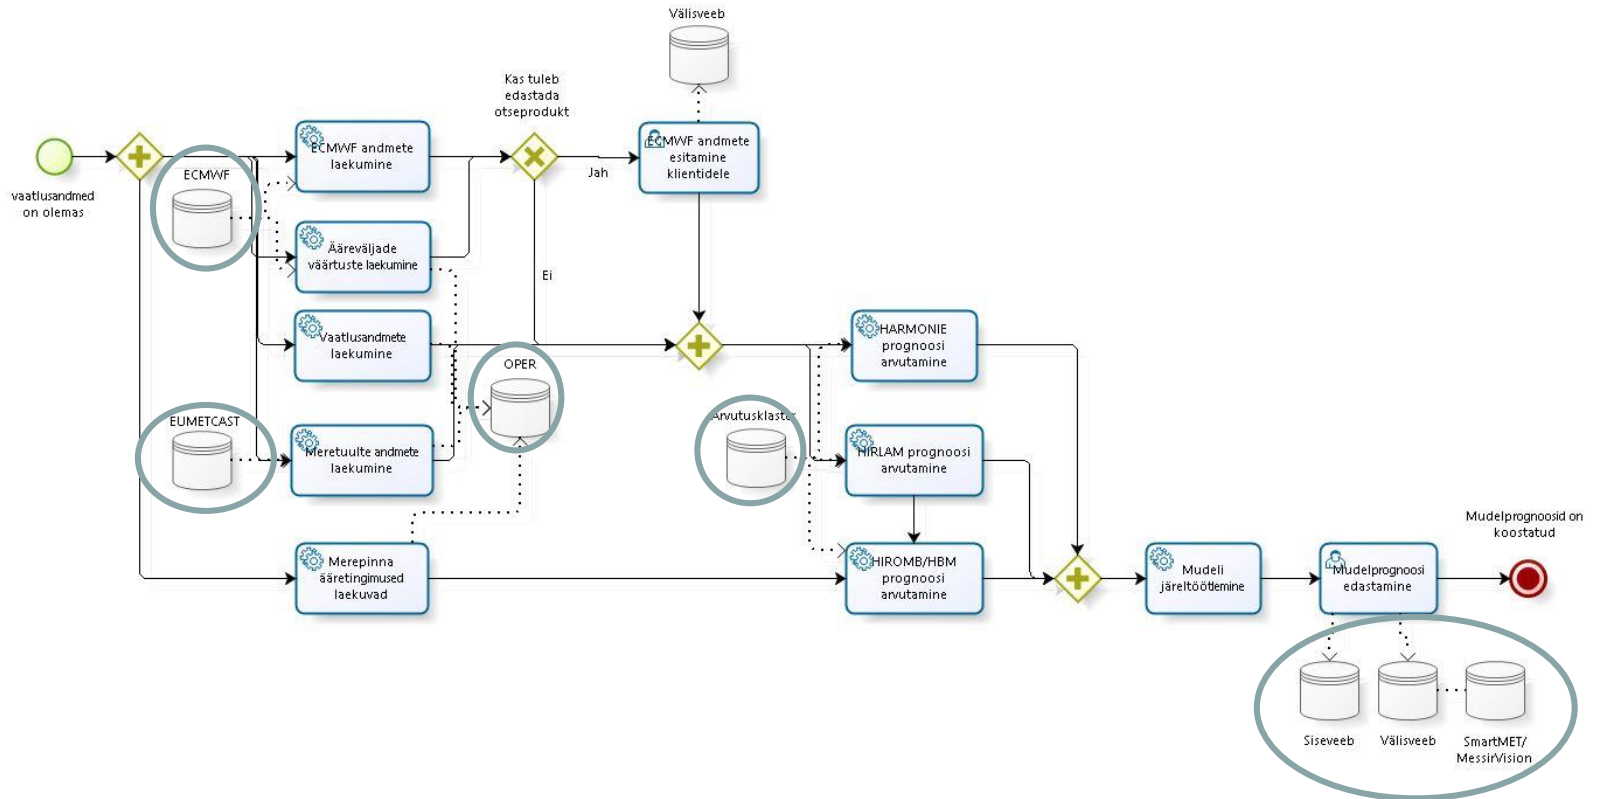 Välisveeb
Kas tuleb
edastada
otseprodukt
vaatlusandmed
on olemas
ECMWF
ECMWF andmete
laekumine
Jah
ECMWF andmete
esitamine
klientidele
Ääreväljade
väärtuste laekumine
Ei
Vaatlusandmete
laekumine
OPER
HARMONIE
prognoosi
arvutamine
EUMETCAST
Meretuulte andmete
laekumine
Arvutusklaster
HIRLAM prognoosi
arvutamine
Merepinna
ääretingimused
laekuvad
HIROMB/HBM
prognoosi
arvutamine
Mudeli
järeltöötlemine
Mudelprognoosi
edastamine
Mudelprognoosid on
koostatud
Siseveeb
Välisveeb
SmartMET/
MessirVision